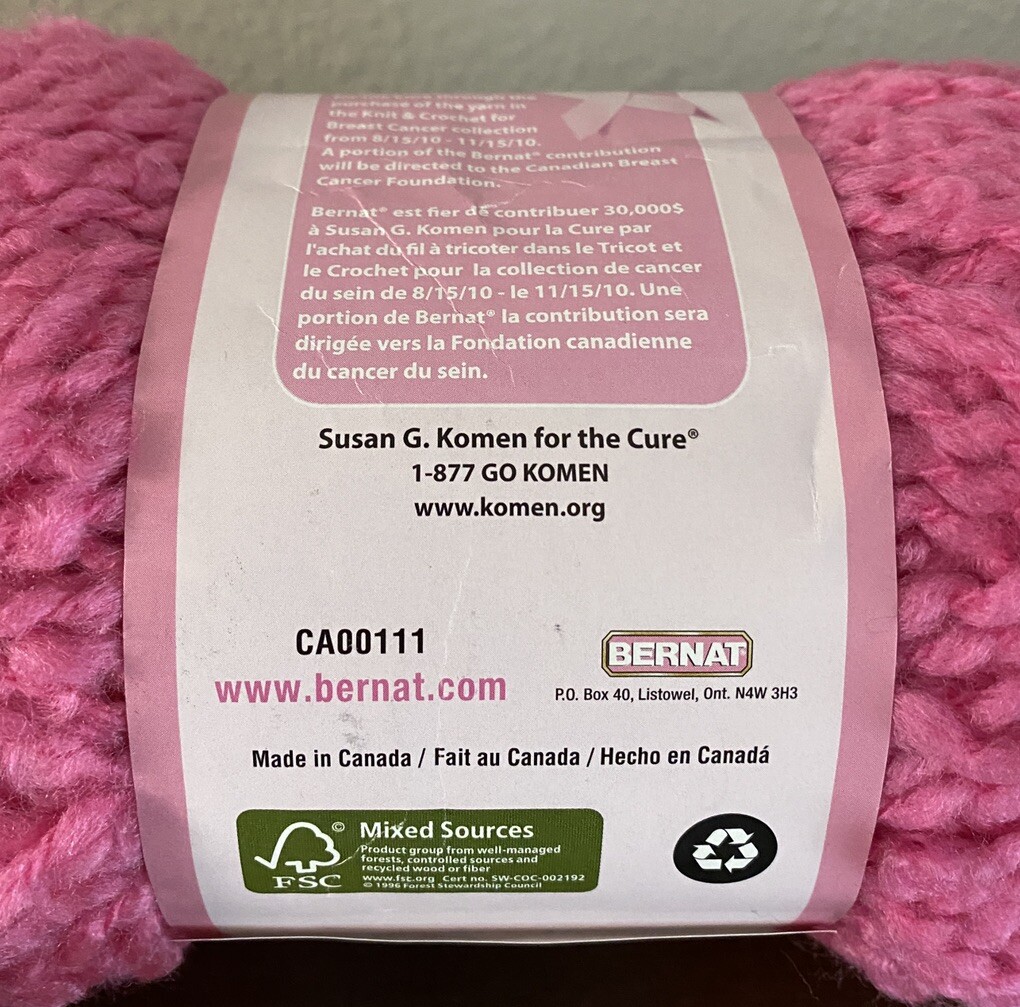 through the
purchase of the yarn in
the Knit & Crochet for
Breast Cancer collection
from 8/15/10 - 11/15/10.
A portion of the Bernat® contribution
will be directed to the Canadian Breast
Cancer Foundation.
Bernat® est fier de contribuer 30,000$
à Susan G. Komen pour la Cure par
l'achat du fil à tricoter dans le Tricot et
le Crochet pour la collection de cancer
du sein de 8/15/10 - le 11/15/10. Une
portion de Bernat® la contribution sera
dirigée vers la Fondation canadienne
du cancer du sein.
Susan G. Komen for the Cure®
1-877 GO KOMEN
www.komen.org
CA00111
www.bernat.com
BERNAT
P.O. Box 40, Listowel, Ont. N4W 3H3
Made in Canada / Fait au Canada / Hecho en Canadá
©
FSC
Mixed Sources
Product group from well-managed
forests, controlled sources and
recycled wood or fiber
www.fsc.org Cert no. SW-COC-002192
© 1996 Forest Stewardship Council